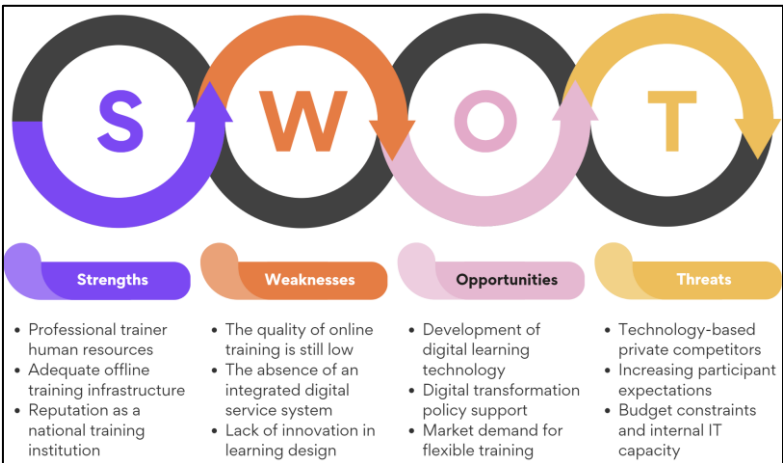 S
W
O
T
Strengths
• Professional trainer
human resources
• Adequate offline
training infrastructure
• Reputation as a
national training
institution
Weaknesses
• The quality of online
training is still low
• The absence of an
integrated digital
service system
• Lack of innovation in
learning design
Opportunities
• Development of
digital learning
technology
• Digital transformation
policy support
• Market demand for
flexible training
Threats
• Technology-based
private competitors
• Increasing participant
expectations
• Budget constraints
and internal IT
capacity